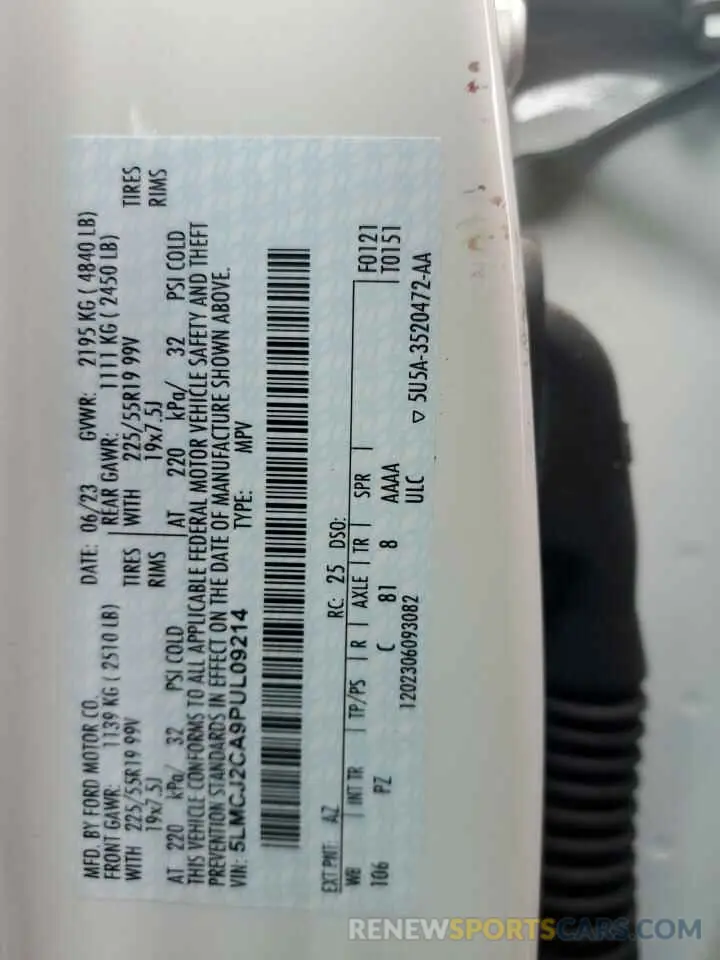 MFD. BY FORD MOTOR CO. DATE: 06/23 GVWR: 2195 KG ( 4840 LB)
FRONT GAWR: 1139 KG ( 2510 LB) REAR GAWR: 1111 KG ( 2450 LB)
WITH 225/55R19 99V TIRES WITH 225/55R19 99V TIRES
19x7.5J RIMS 19x7.5J RIMS
AT 220 kPa/ 32 PSI COLD AT 220 kPa/ 32 PSI COLD
THIS VEHICLE CONFORMS TO ALL APPLICABLE FEDERAL MOTOR VEHICLE SAFETY AND THEFT
PREVENTION STANDARDS IN EFFECT ON THE DATE OF MANUFACTURE SHOWN ABOVE.
VIN: 5LMCJ2CA9PUL09214 TYPE: MPV
EXT PNT: AZ RC: 25 DSO: F0121
WB INT TR TP/PS R AXLE TR SPR T0151
106 PZ C 81 8 AAAA
1202306093082 ULC ▽ 5U5A-3520472-AA
RENEWSPORTSCARS.COM